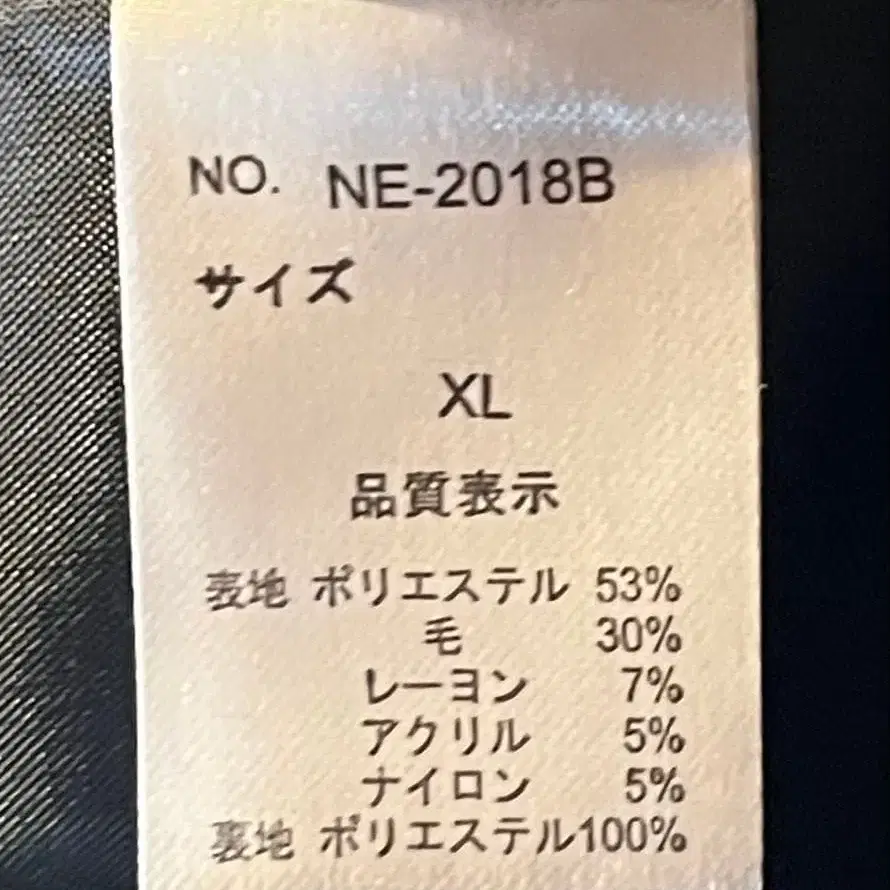 NO. NE-2018B
サイズ
XL
品質表示
表地 ポリエステル 53%
毛 30%
レーヨン 7%
アクリル 5%
ナイロン 5%
裏地 ポリエステル100%